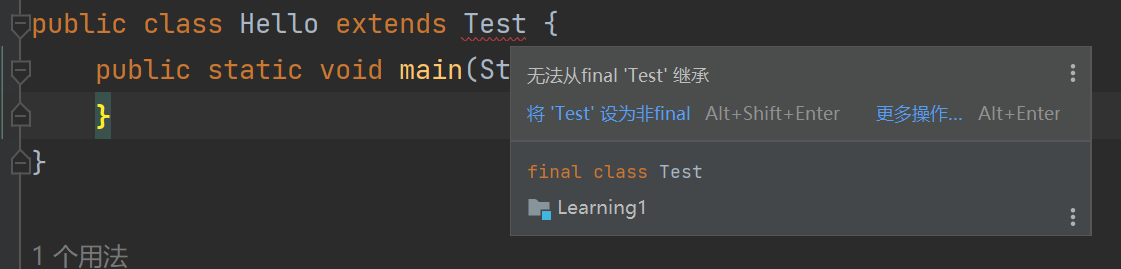 public class Hello extends Test {
public static void main(St
无法从final 'Test' 继承
将 'Test' 设为非final Alt+Shift+Enter 更多操作... Alt+Enter
}
final class Test
}
Learning1
1 个用法